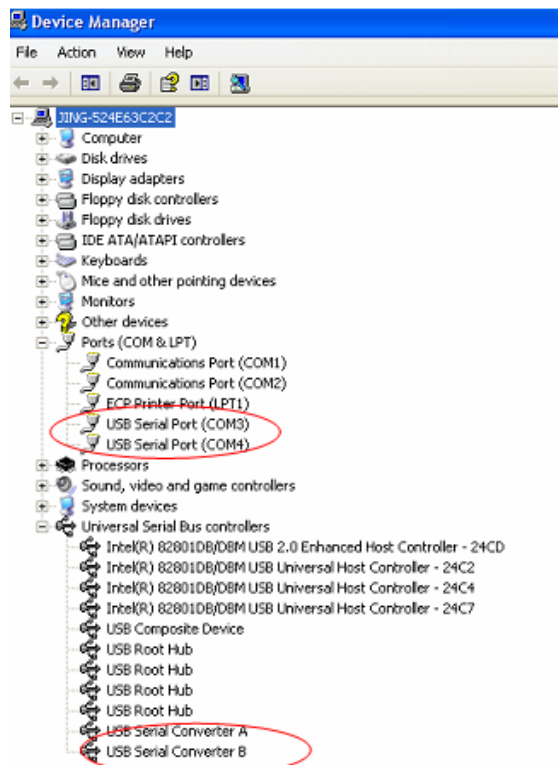 Device Manager
File Action View Help
JING-524E63C2C2
Computer
Disk drives
Display adapters
Floppy disk controllers
Floppy disk drives
IDE ATA/ATAPI controllers
Keyboards
Mice and other pointing devices
Monitors
Other devices
Ports (COM & LPT)
Communications Port (COM1)
Communications Port (COM2)
ECP Printer Port (LPT1)
USB Serial Port (COM3)
USB Serial Port (COM4)
Processors
Sound, video and game controllers
System devices
Universal Serial Bus controllers
Intel(R) 82801DB/DBM USB 2.0 Enhanced Host Controller - 24CD
Intel(R) 82801DB/DBM USB Universal Host Controller - 24C2
Intel(R) 82801DB/DBM USB Universal Host Controller - 24C4
Intel(R) 82801DB/DBM USB Universal Host Controller - 24C7
USB Composite Device
USB Root Hub
USB Root Hub
USB Root Hub
USB Root Hub
USB Serial Converter A
USB Serial Converter B